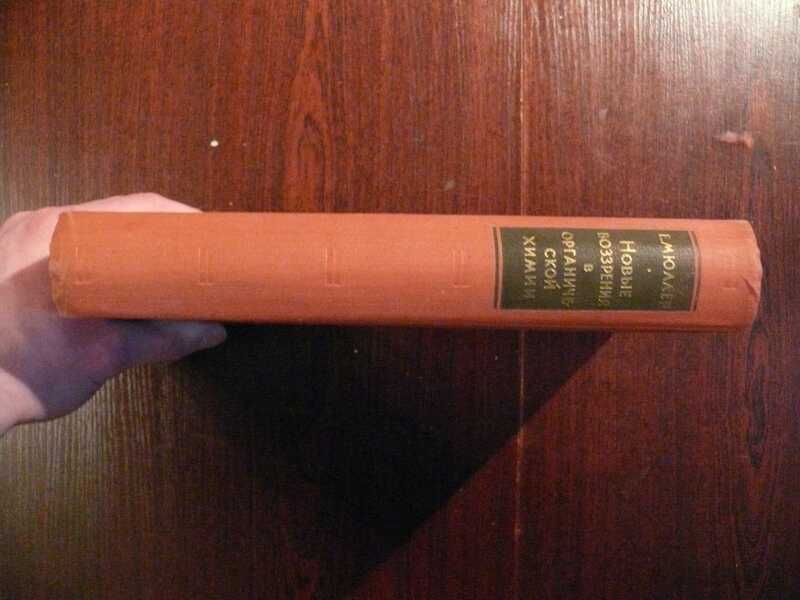 Е. МЮЛЛЕР
НОВЫЕ
ВОЗЗРЕНИЯ
В
ОРГАНИЧЕ-
СКОЙ
ХИМИИ